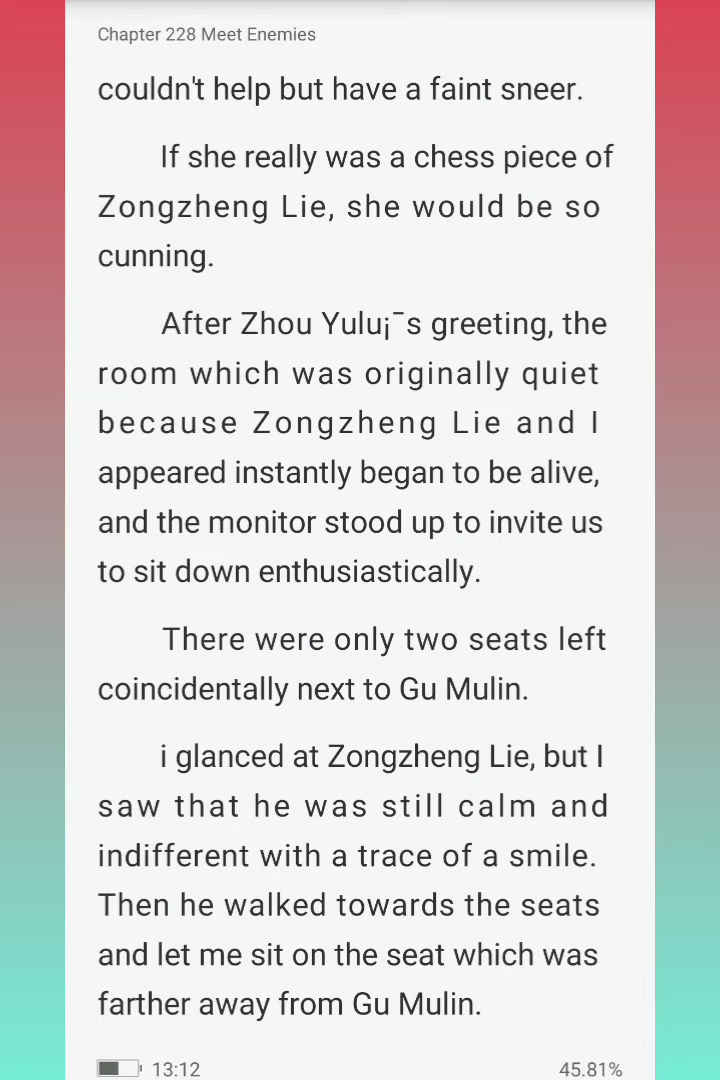 Chapter 228 Meet Enemies
couldn't help but have a faint sneer.
If she really was a chess piece of
Zongzheng Lie, she would be so
cunning.
After Zhou Yulu¡¯s greeting, the
room which was originally quiet
because Zongzheng Lie and I
appeared instantly began to be alive,
and the monitor stood up to invite us
to sit down enthusiastically.
There were only two seats left
coincidentally next to Gu Mulin.
i glanced at Zongzheng Lie, but I
saw that he was still calm and
indifferent with a trace of a smile.
Then he walked towards the seats
and let me sit on the seat which was
farther away from Gu Mulin.
13:12
45.81%